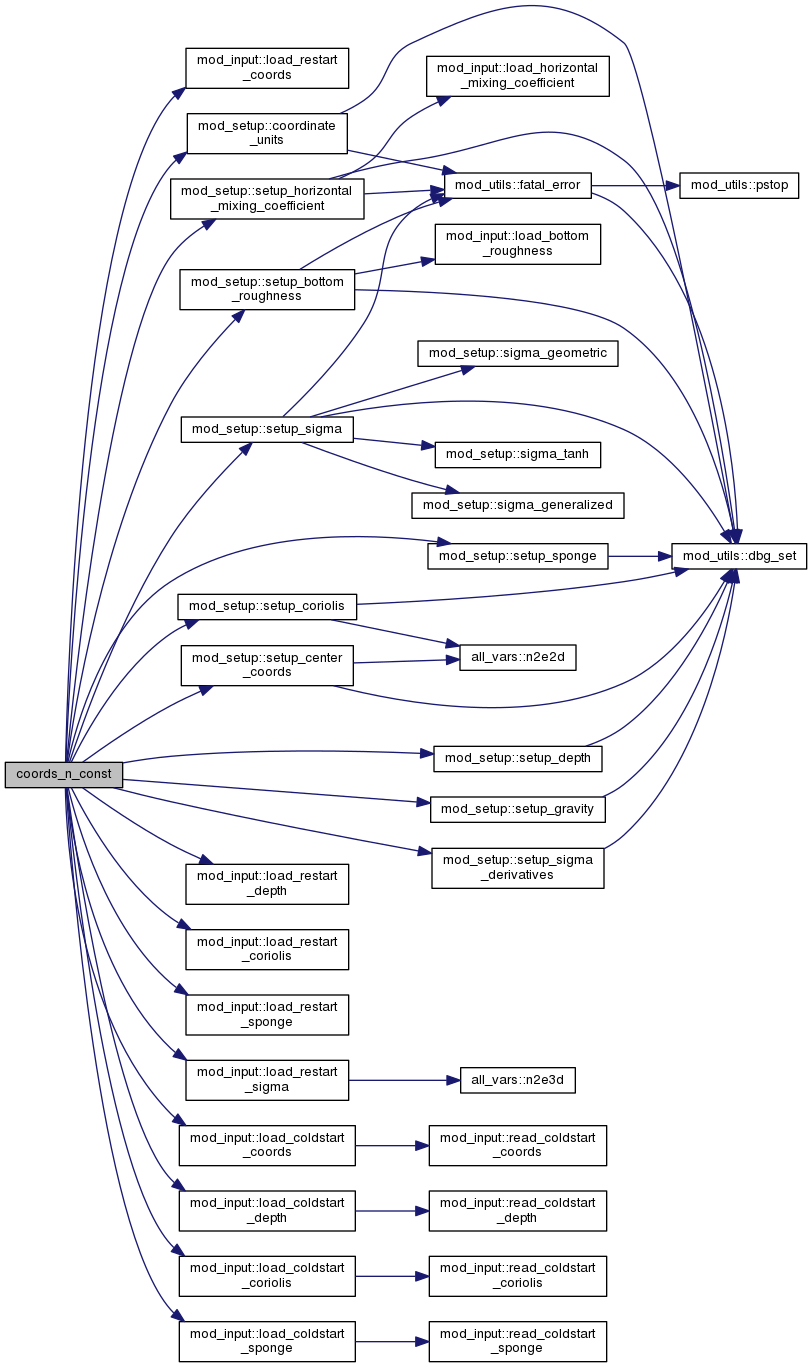 mod_input::load_restart
_coords
mod_input::load_horizontal
_mixing_coefficient
mod_setup::coordinate
_units
mod_setup::setup_horizontal
_mixing_coefficient
mod_utils::fatal_error
mod_utils::pstop
mod_input::load_bottom
_roughness
mod_setup::setup_bottom
_roughness
mod_setup::sigma_geometric
mod_setup::setup_sigma
mod_setup::sigma_tanh
mod_setup::sigma_generalized
mod_setup::setup_sponge
mod_utils::dbg_set
mod_setup::setup_coriolis
all_vars::n2e2d
mod_setup::setup_center
_coords
mod_setup::setup_depth
coords_n_const
mod_setup::setup_gravity
mod_setup::setup_sigma
_derivatives
mod_input::load_restart
_depth
mod_input::load_restart
_coriolis
mod_input::load_restart
_sponge
mod_input::load_restart
_sigma
all_vars::n2e3d
mod_input::load_coldstart
_coords
mod_input::read_coldstart
_coords
mod_input::load_coldstart
_depth
mod_input::read_coldstart
_depth
mod_input::load_coldstart
_coriolis
mod_input::read_coldstart
_coriolis
mod_input::load_coldstart
_sponge
mod_input::read_coldstart
_sponge